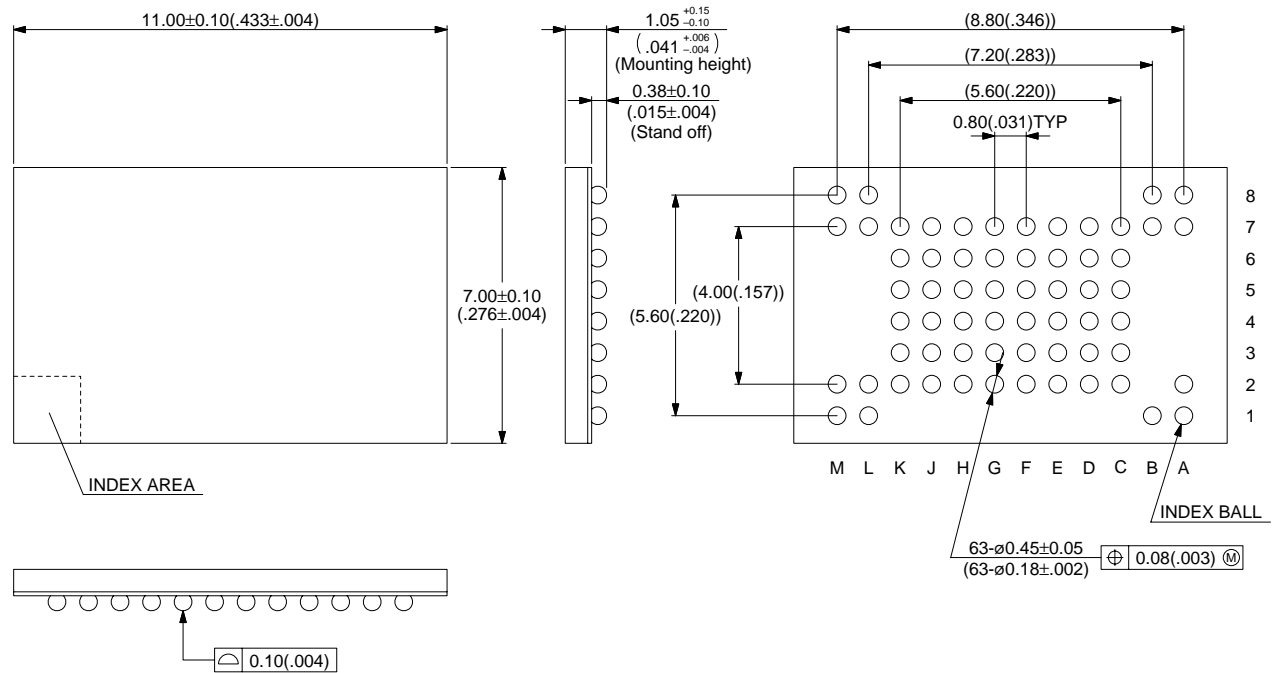 11.00±0.10(.433±.004)
1.05 +0.15 −0.10
(.041 +.006 −.004)
(Mounting height)
0.38±0.10
(.015±.004)
(Stand off)
(8.80(.346))
(7.20(.283))
(5.60(.220))
0.80(.031)TYP
7.00±0.10
(.276±.004)
(4.00(.157))
(5.60(.220))
8
7
6
5
4
3
2
1
M L K J H G F E D C B A
INDEX AREA
INDEX BALL
63-ø0.45±0.05
(63-ø0.18±.002)
⌖ 0.08(.003) Ⓜ
⌓ 0.10(.004)